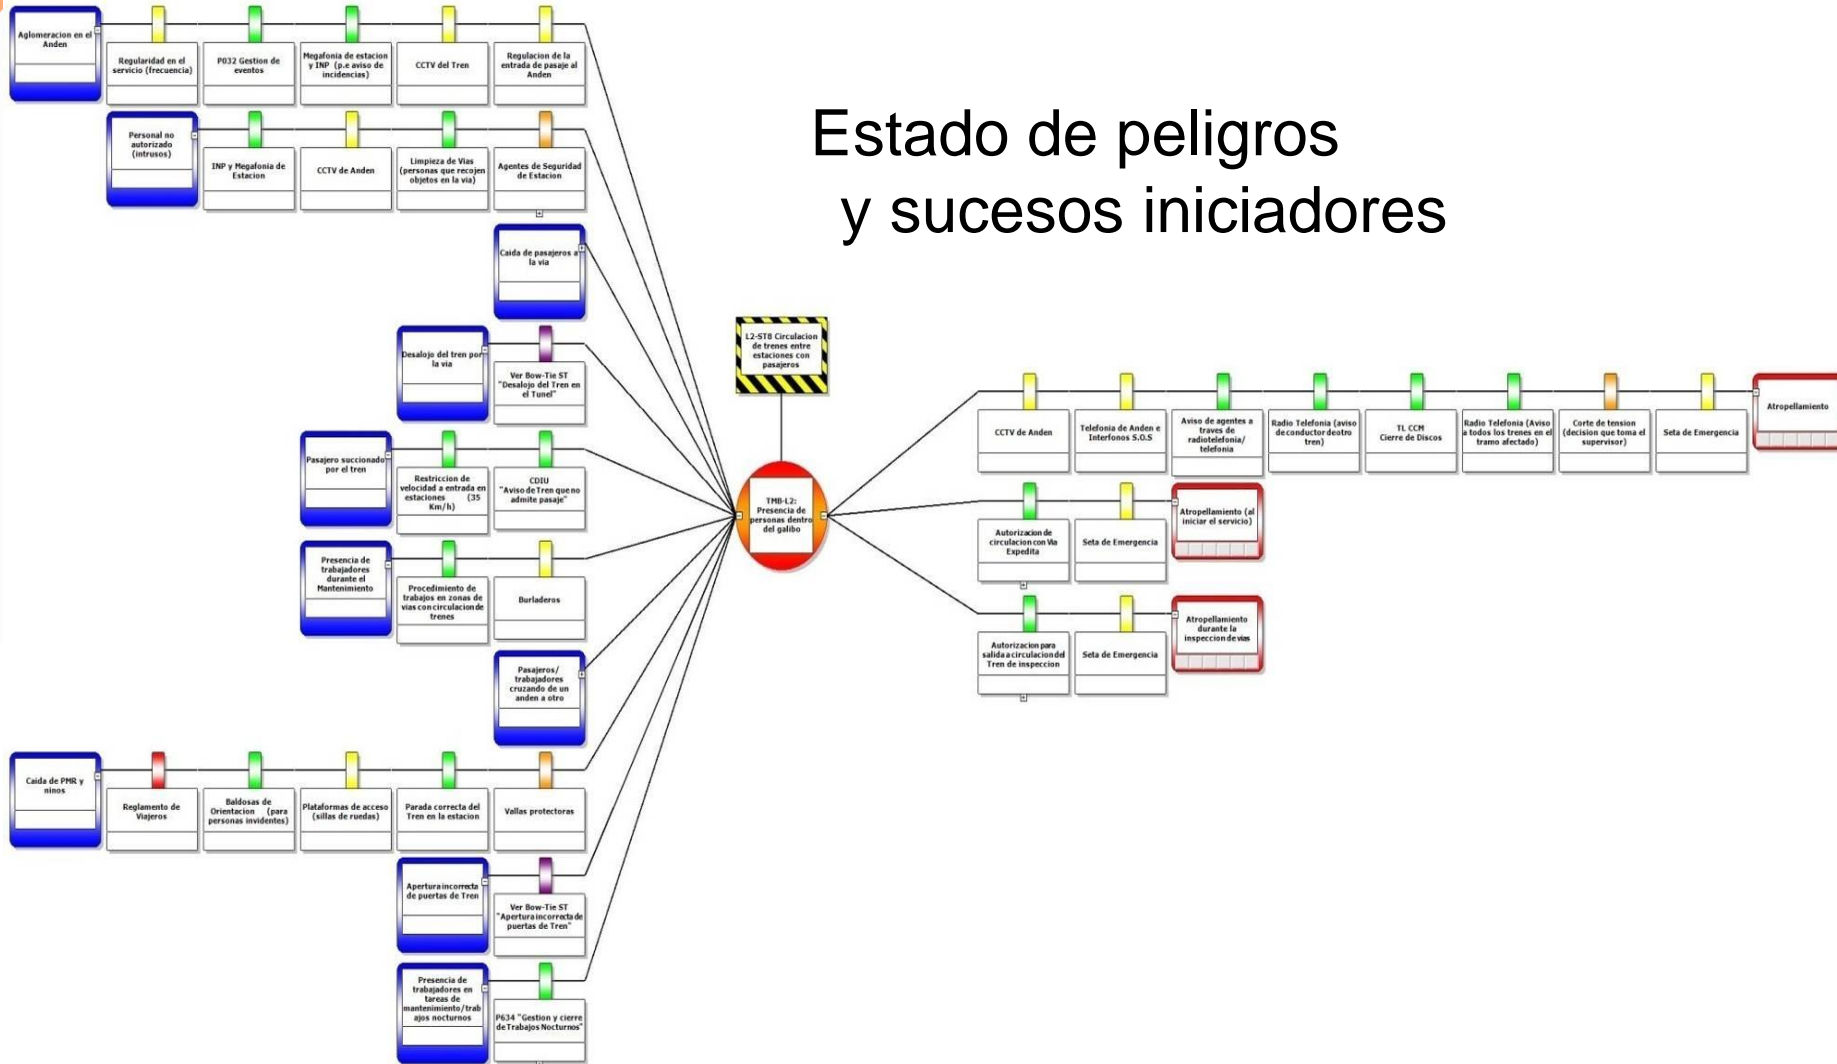 Estado de peligros
y sucesos iniciadores
Aglomeracion en el
Anden
Regularidad en el
servicio (frecuencia)
P032 Gestion de
eventos
Megafonia de estacion
y INP (p.e aviso de
incidencias)
CCTV del Tren
Regulacion de la
entrada de pasaje al
Anden
Personal no
autorizado
(intrusos)
INP y Megafonia de
Estacion
CCTV de Anden
Limpieza de Vias
(personas que recojen
objetos en la via)
Agentes de Seguridad
de Estacion
Caida de pasajeros a
la via
Desalojo del tren por
la via
Ver Bow-Tie ST
"Desalojo del Tren en
el Tunel"
Pasajero succionado
por el tren
Restriccion de
velocidad a entrada en
estaciones (35
Km/h)
CDIU
"Aviso de Tren que no
admite pasaje"
Presencia de
trabajadores
durante el
Mantenimiento
Procedimiento de
trabajos en zonas de
vias con circulacion de
trenes
Burladeros
Pasajeros/
trabajadores
cruzando de un
anden a otro
Caida de PMR y
ninos
Reglamento de
Viajeros
Baldosas de
Orientacion (para
personas invidentes)
Plataformas de acceso
(sillas de ruedas)
Parada correcta del
Tren en la estacion
Vallas protectoras
Apertura incorrecta
de puertas de Tren
Ver Bow-Tie ST
"Apertura incorrecta de
puertas de Tren"
Presencia de
trabajadores en
tareas de
mantenimiento/trab
ajos nocturnos
P634 "Gestion y cierre
de Trabajos Nocturnos"
L2-ST8 Circulacion
de trenes entre
estaciones con
pasajeros
TMB-L2:
Presencia de
personas dentro
del galibo
CCTV de Anden
Telefonia de Anden e
Interfonos S.O.S
Aviso de agentes a
traves de
radiotelefonia/
telefonia
Radio Telefonia (aviso
de conductor deotro
tren)
TL CCM
Cierre de Discos
Radio Telefonia (Aviso
a todos los trenes en el
tramo afectado)
Corte de tension
(decision que toma el
supervisor)
Seta de Emergencia
Atropellamiento
Autorizacion de
circulacion con Via
Expedita
Seta de Emergencia
Atropellamiento (al
iniciar el servicio)
Autorizacion para
salida a circulacion del
Tren de inspeccion
Seta de Emergencia
Atropellamiento
durante la
inspeccion de vias